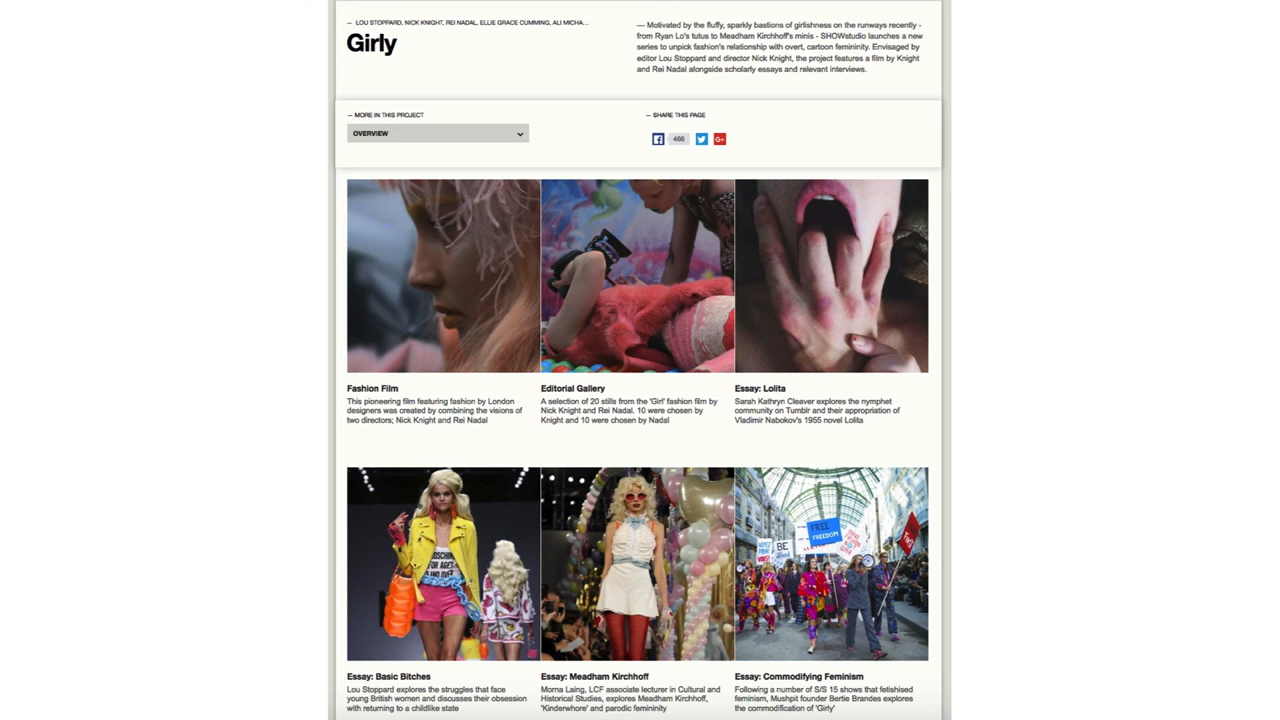 — LOU STOPPARD, NICK KNIGHT, REI NADAL, ELLIE GRACE CUMMING, ALI MICHA...
Girly
— Motivated by the fluffy, sparkly bastions of girlishness on the runways recently -
from Ryan Lo's tutus to Meadham Kirchhoff's minis - SHOWstudio launches a new
series to unpick fashion's relationship with overt, cartoon femininity. Envisaged by
editor Lou Stoppard and director Nick Knight, the project features a film by Knight
and Rei Nadal alongside scholarly essays and relevant interviews.
— MORE IN THIS PROJECT
OVERVIEW
— SHARE THIS PAGE
466
G+
Fashion Film
This pioneering film featuring fashion by London
designers was created by combining the visions of
two directors; Nick Knight and Rei Nadal
Editorial Gallery
A selection of 20 stills from the 'Girl' fashion film by
Nick Knight and Rei Nadal. 10 were chosen by
Knight and 10 were chosen by Nadal
Essay: Lolita
Sarah Kathryn Cleaver explores the nymphet
community on Tumblr and their appropriation of
Vladimir Nabokov's 1955 novel Lolita
MOSCHINO
FOR AGES
AND OVER
FREE
FREEDOM
BE
Essay: Basic Bitches
Lou Stoppard explores the struggles that face
young British women and discusses their obsession
with returning to a childlike state
Essay: Meadham Kirchhoff
Morna Laing, LCF associate lecturer in Cultural and
Historical Studies, explores Meadham Kirchhoff,
'Kinderwhore' and parodic femininity
Essay: Commodifying Feminism
Following a number of S/S 15 shows that fetishised
feminism, Mushpit founder Bertie Brandes explores
the commodification of 'Girly'